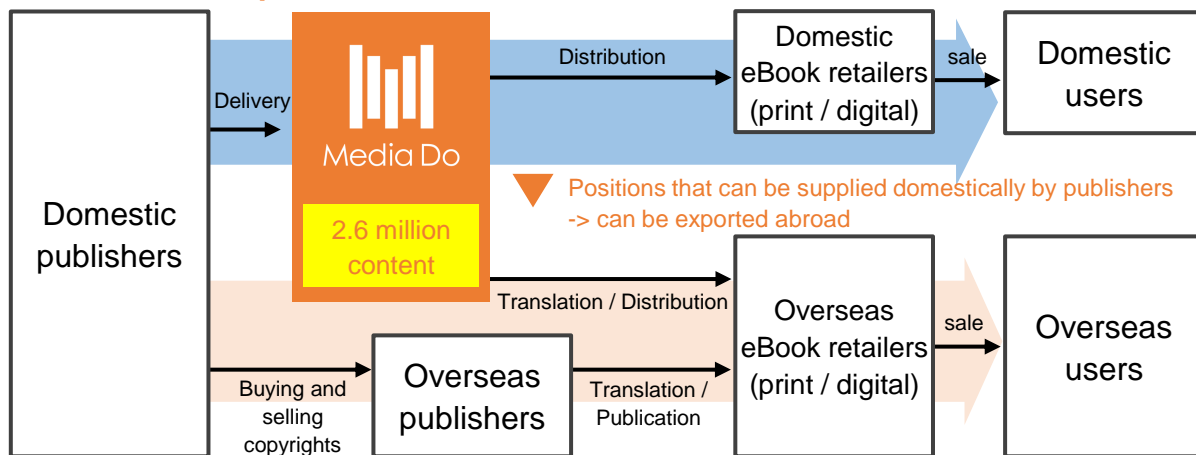 Domestic
publishers
Delivery
Media Do
2.6 million
content
Distribution
Domestic
eBook retailers
(print / digital)
sale
Domestic
users
Positions that can be supplied domestically by publishers
-> can be exported abroad
Translation / Distribution
Buying and
selling
copyrights
Overseas
publishers
Translation /
Publication
Overseas
eBook retailers
(print / digital)
sale
Overseas
users